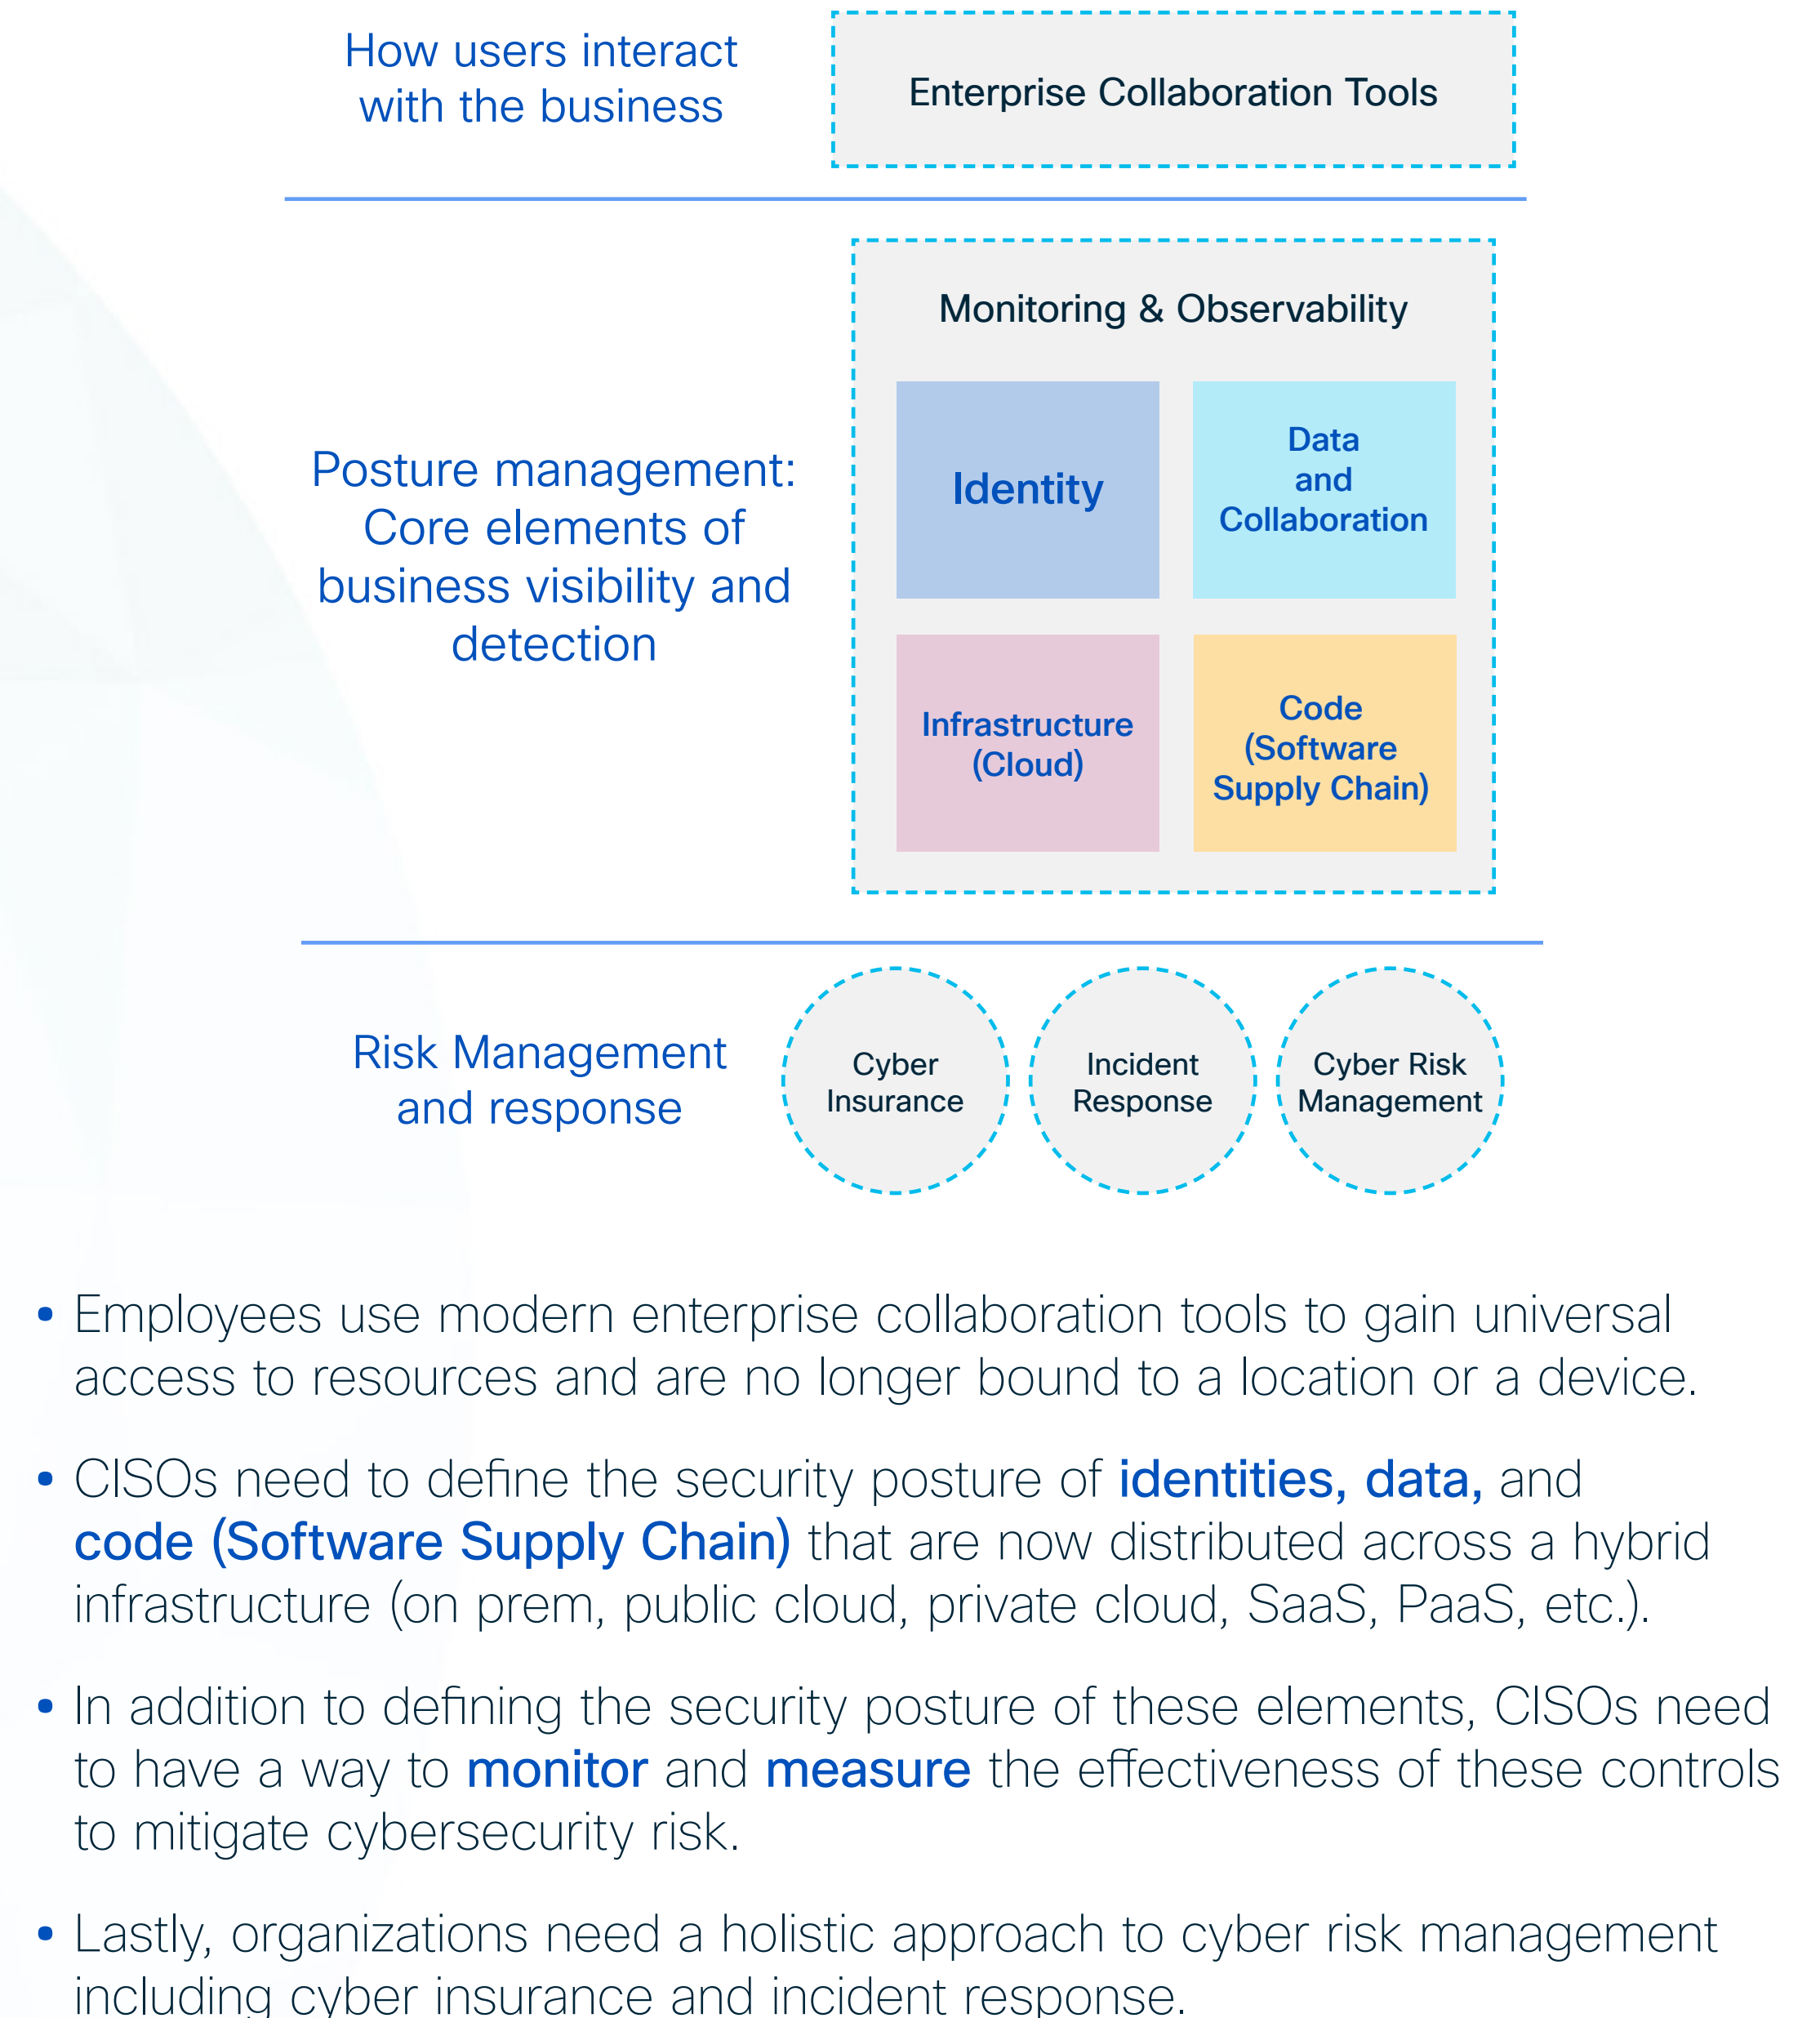 How users interact
with the business
Enterprise Collaboration Tools
Posture management:
Core elements of
business visibility and
detection
Monitoring & Observability
Identity
Data
and
Collaboration
Infrastructure
(Cloud)
Code
(Software
Supply Chain)
Risk Management
and response
Cyber
Insurance
Incident
Response
Cyber Risk
Management
• Employees use modern enterprise collaboration tools to gain universal
access to resources and are no longer bound to a location or a device.
• CISOs need to define the security posture of identities, data, and
code (Software Supply Chain) that are now distributed across a hybrid
infrastructure (on prem, public cloud, private cloud, SaaS, PaaS, etc.).
• In addition to defining the security posture of these elements, CISOs need
to have a way to monitor and measure the effectiveness of these controls
to mitigate cybersecurity risk.
• Lastly, organizations need a holistic approach to cyber risk management
including cyber insurance and incident response.